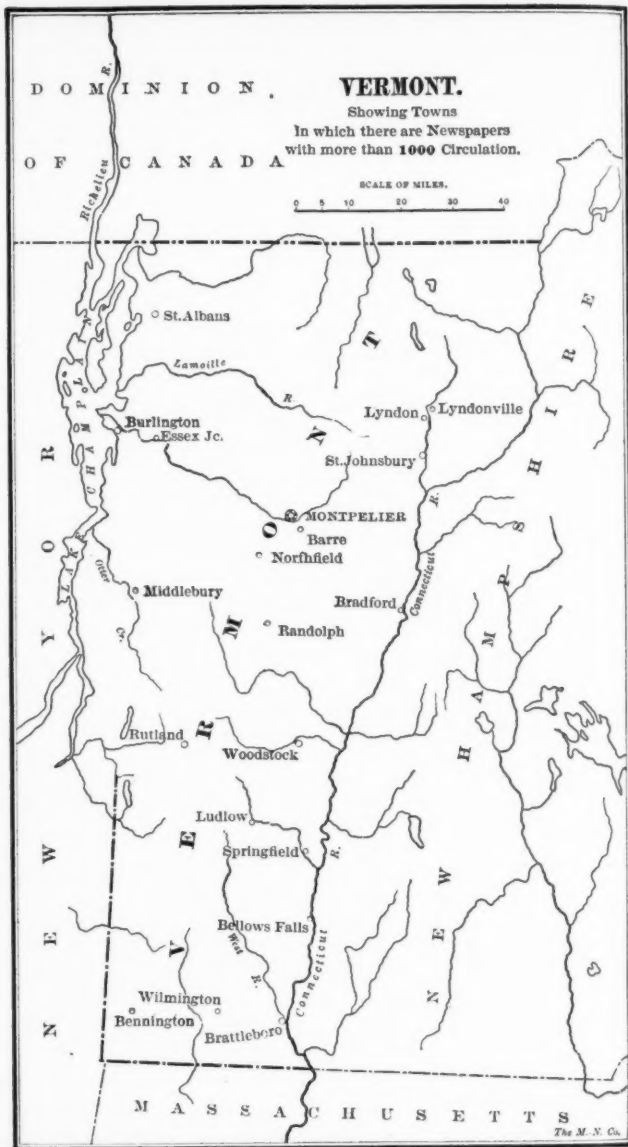 DOMINION.
OF CANADA
Richelieu R.
VERMONT.
Showing Towns
In which there are Newspapers
with more than 1000 Circulation.
SCALE OF MILES.
0 5 10 20 30 40
St.Albans
Lamoille R.
LAKE CHAMPLAIN
Lyndon
Lyndonville
Burlington
Essex Jc.
St.Johnsbury
MONTPELIER
Barre
Northfield
Otter Cr.
Middlebury
Bradford
Connecticut R.
Randolph
Rutland
Woodstock
Ludlow
Springfield
Bellows Falls
West R.
Connecticut R.
Wilmington
Bennington
Brattleboro
VERMONT
NEW YORK
NEW HAMPSHIRE
MASSACHUSETTS
The M.-N. Co.